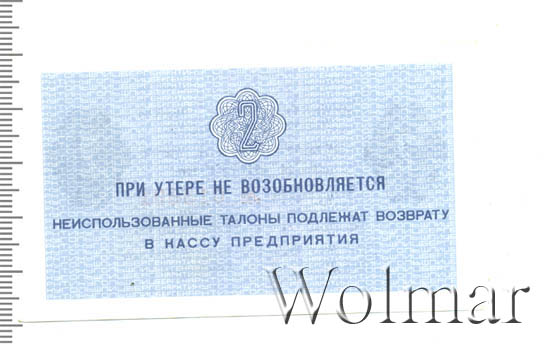 2
ПРИ УТЕРЕ НЕ ВОЗОБНОВЛЯЕТСЯ
НЕИСПОЛЬЗОВАННЫЕ ТАЛОНЫ ПОДЛЕЖАТ ВОЗВРАТУ
В КАССУ ПРЕДПРИЯТИЯ
Wolmar